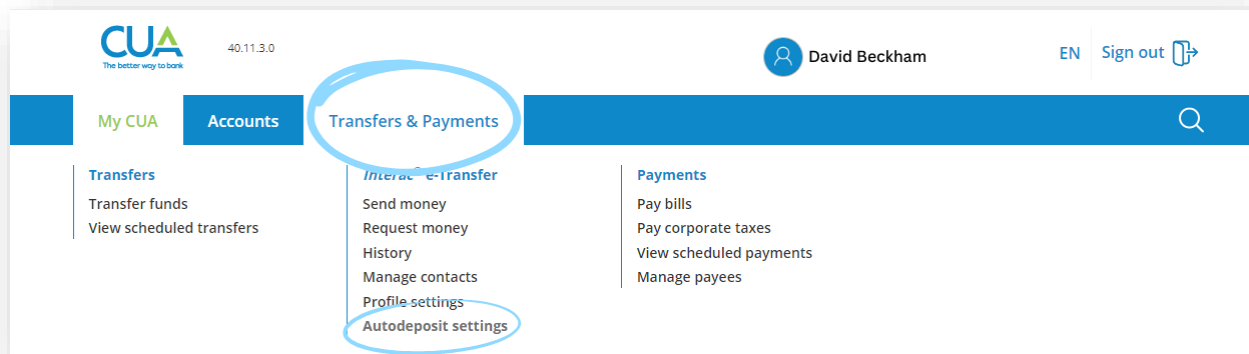 CUA
The better way to bank
40.11.3.0
David Beckham
EN
Sign out
My CUA
Accounts
Transfers & Payments
Transfers
Transfer funds
View scheduled transfers
Interac® e-Transfer
Send money
Request money
History
Manage contacts
Profile settings
Autodeposit settings
Payments
Pay bills
Pay corporate taxes
View scheduled payments
Manage payees